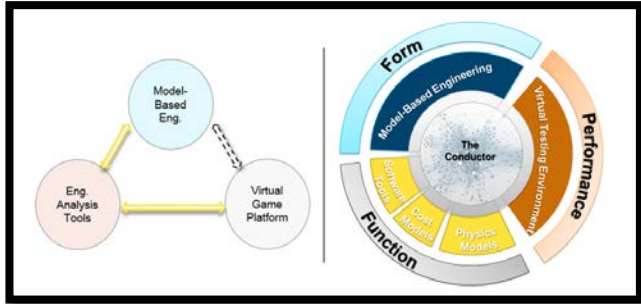 Model-
Based
Eng.
Eng.
Analysis
Tools
Virtual
Game
Platform
Form
Model-Based Engineering
The
Conductor
Virtual Testing Environment
Performance
Software
Tools
Cost
Models
Physics
Models
Function